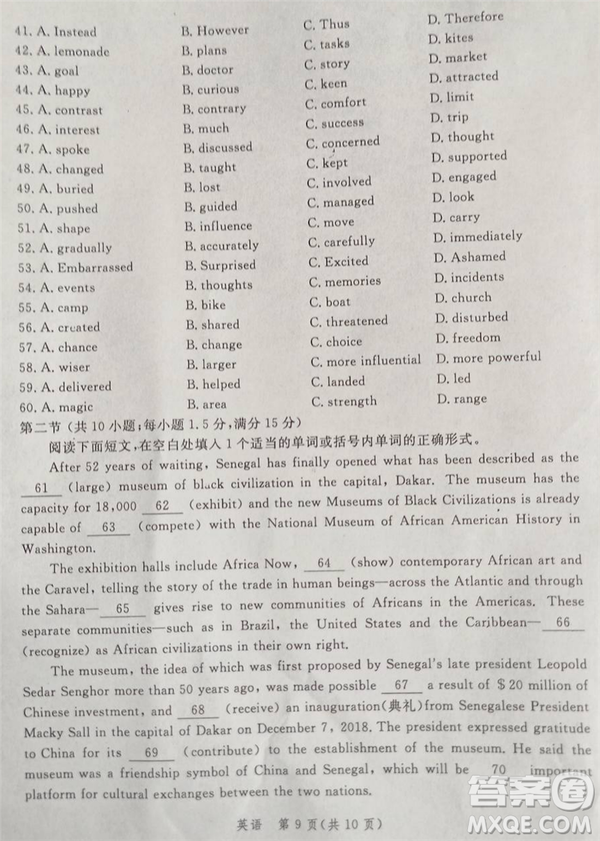 41. A. Instead B. However C. Thus D. Therefore
42. A. lemonade B. plans C. tasks D. kites
43. A. goal B. doctor C. story D. market
44. A. happy B. curious C. keen D. attracted
45. A. contrast B. contrary C. comfort D. limit
46. A. interest B. much C. success D. trip
47. A. spoke B. discussed C. concerned D. thought
48. A. changed B. taught C. kept D. supported
49. A. buried B. lost C. involved D. engaged
50. A. pushed B. guided C. managed D. look
51. A. shape B. influence C. move D. carry
52. A. gradually B. accurately C. carefully D. immediately
53. A. Embarrassed B. Surprised C. Excited D. Ashamed
54. A. events B. thoughts C. memories D. incidents
55. A. camp B. bike C. boat D. church
56. A. created B. shared C. threatened D. disturbed
57. A. chance B. change C. choice D. freedom
58. A. wiser B. larger C. more influential D. more powerful
59. A. delivered B. helped C. landed D. led
60. A. magic B. area C. strength D. range
第二节(共10小题;每小题1.5分,满分15分)
阅读下面短文,在空白处填入1个适当的单词或括号内单词的正确形式。
After 52 years of waiting, Senegal has finally opened what has been described as the
61 (large) museum of black civilization in the capital, Dakar. The museum has the
capacity for 18,000 62 (exhibit) and the new Museums of Black Civilizations is already
capable of 63 (compete) with the National Museum of African American History in
Washington.
The exhibition halls include Africa Now, 64 (show) contemporary African art and
the Caravel, telling the story of the trade in human beings—across the Atlantic and through
the Sahara— 65 gives rise to new communities of Africans in the Americas. These
separate communities—such as in Brazil, the United States and the Caribbean— 66
(recognize) as African civilizations in their own right.
The museum, the idea of which was first proposed by Senegal's late president Leopold
Sedar Senghor more than 50 years ago, was made possible 67 a result of $20 million of
Chinese investment, and 68 (receive) an inauguration(典礼) from Senegalese President
Macky Sall in the capital of Dakar on December 7, 2018. The president expressed gratitude
to China for its 69 (contribute) to the establishment of the museum. He said the
museum was a friendship symbol of China and Senegal, which will be 70 important
platform for cultural exchanges between the two nations.
英语 第9页(共10页)
答案圈
MXQE.COM